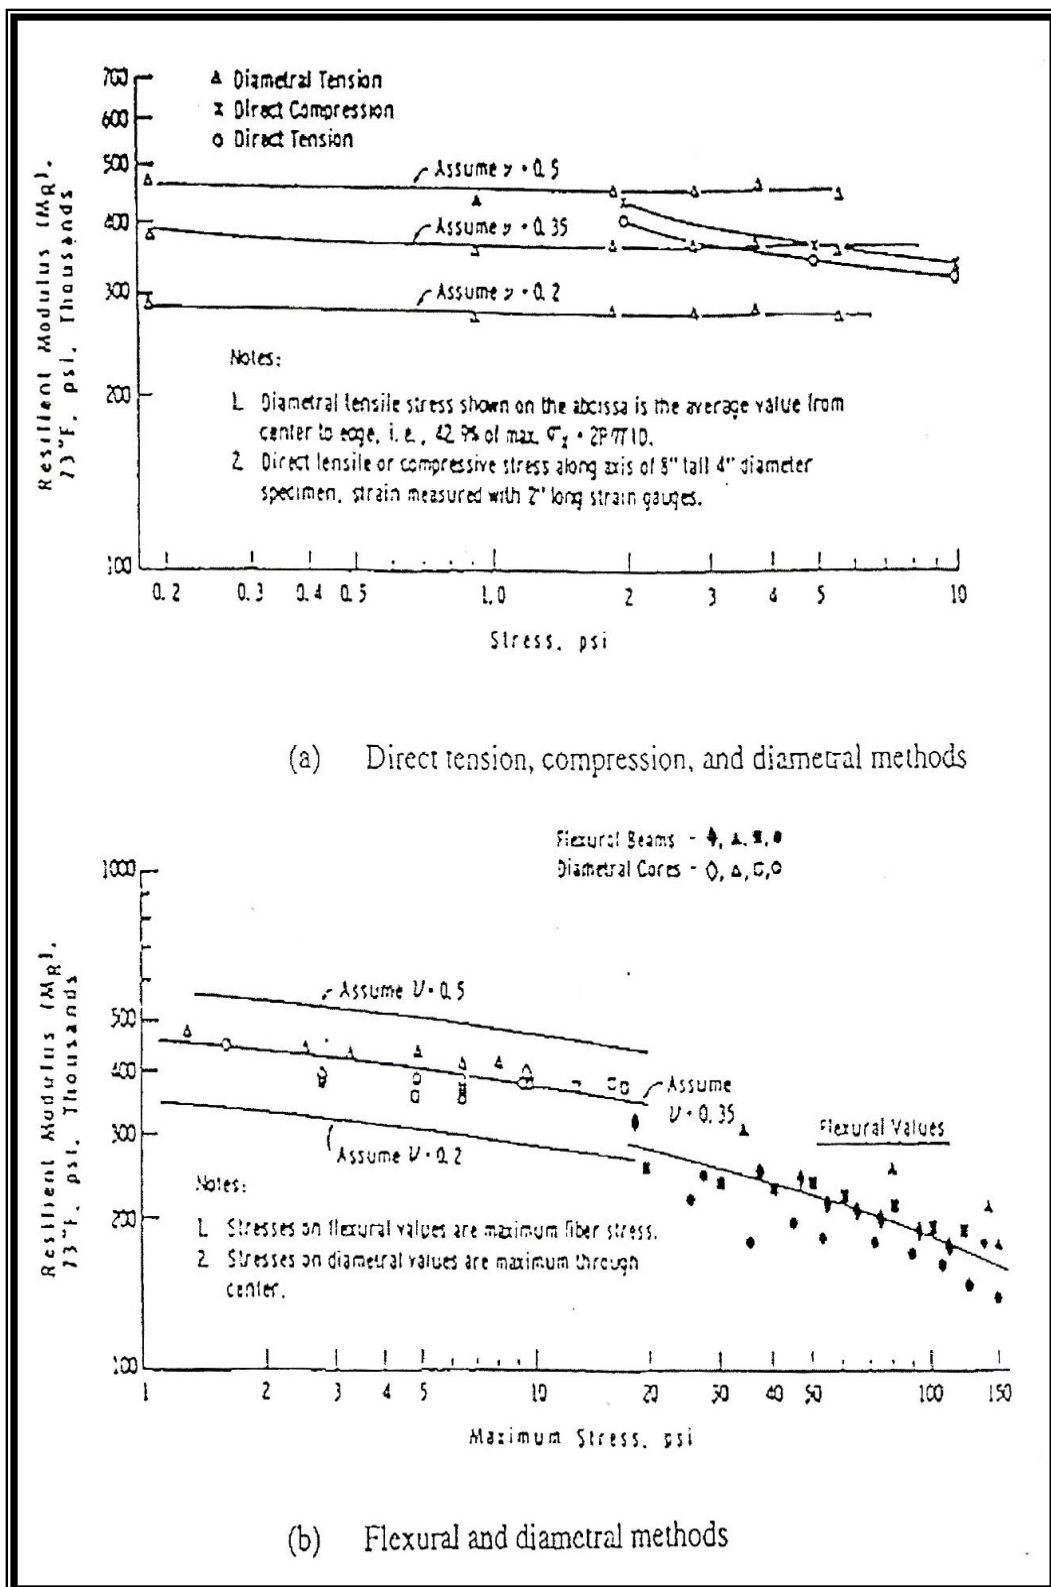 700
600
500
400
300
200
100
Resilient Modulus (MR),
73°F, psi, Thousands
Δ Diametral Tension
x Direct Compression
o Direct Tension
Assume ν = 0.5
Assume ν = 0.35
Assume ν = 0.2
Notes:
1. Diametral tensile stress shown on the abcissa is the average value from
center to edge, i.e., 42.9% of max.
2. Direct tensile or compressive stress along axis of 8" tall 4" diameter
specimen, strain measured with 2" long strain gauges.
0.2 0.3 0.4 0.5 1.0 2 3 4 5 10
Stress, psi
(a) Direct tension, compression, and diametral methods
Flexural Beams -
Diametral Cores -
1000
500
400
300
200
100
Resilient Modulus (MR),
73°F, psi, Thousands
Assume ν = 0.5
Assume
ν = 0.35
Assume ν = 0.2
Flexural Values
Notes:
1. Stresses on flexural values are maximum fiber stress.
2. Stresses on diametral values are maximum through
center.
1 2 3 4 5 10 20 30 40 50 100 150
Maximum Stress, psi
(b) Flexural and diametral methods